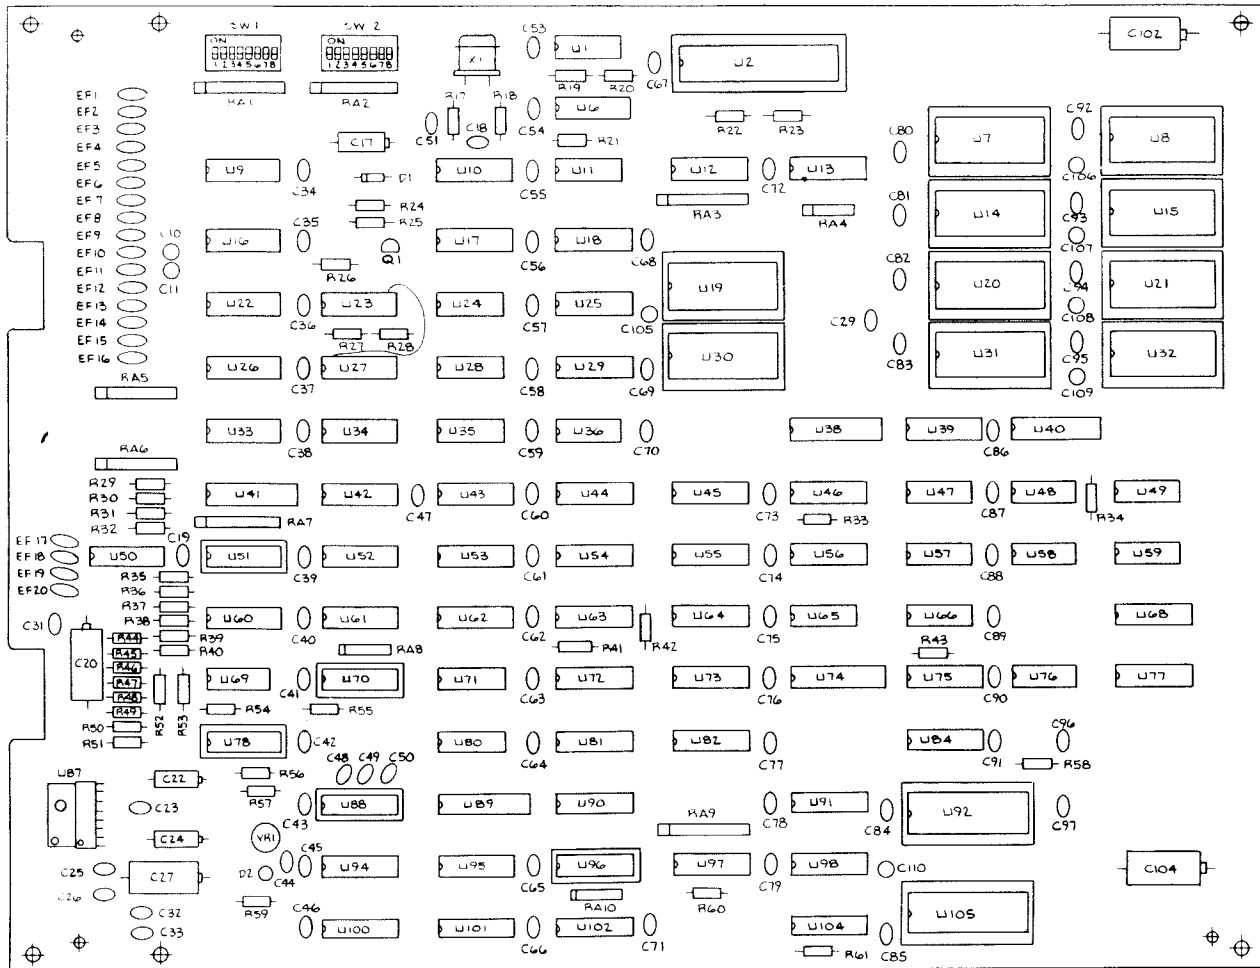 SW1 SW2 C53 U1 C102
ON ON X1 U2
12345678 12345678 R19 R20 C67
EF1 RA1 RA2 R17 R18 U6
EF2 C51 C18 C54 R22 R23 C92
EF3 C17 R21 C80 U7 U8
EF4
EF5 U9 C34 D1 U10 C55 U11 U12 C72 U13 C106
EF6
EF7 R24 RA3 RA4 C81 U14 C93 U15
EF8 C35 R25 C107
EF9 C10 U16 Q1 U17 C56 U18 C68
EF10 R26 C82
EF11 C11 U19 U20 C94 U21
EF12
EF13 U22 C36 U23 U24 C57 U25 C105 C29 C108
EF14
EF15 R27 R28 C83 U31 C95 U32
EF16 U26 C37 U27 U28 C58 U29 C69 U30 C109
RA5
U33 C38 U34 U35 C59 U36 C70 U38 U39 C86 U40
RA6
R29 U41 U42 C47 U43 C60 U44 U45 C73 U46 U47 C87 U48 R34 U49
R30
R31 RA7 R33
R32
EF17 C19
EF18 U50 U51 C39 U52 U53 C61 U54 U55 C74 U56 U57 C88 U58 U59
EF19 R35
EF20 R36
R37
C31 R38 U60 C40 U61 U62 C62 U63 R42 U64 C75 U65 U66 C89 U68
R44 R39
R45 R40 RA8 R41 R43
C20 R46
R47 U69 C41 U70 U71 C63 U72 U73 C76 U74 U75 C90 U76 U77
R48
R49 R52 R53 R54 R55
R50
R51 U78 C42 U80 C64 U81 U82 C77 U84 C91 C96
U87 C22 R56 C48 C49 C50 R58
R57
C23 C43 U88 U89 U90 C78 U91 C84 U92 C97
C24 VR1 RA9
C25 C27 D2 C44 C45 U94 U95 C65 U96 U97 C79 U98 C110 C104
C26 R59 RA10 R60
C32 C46 U100 U101 C66 U102 C71 U104 U105
C33 R61 C85